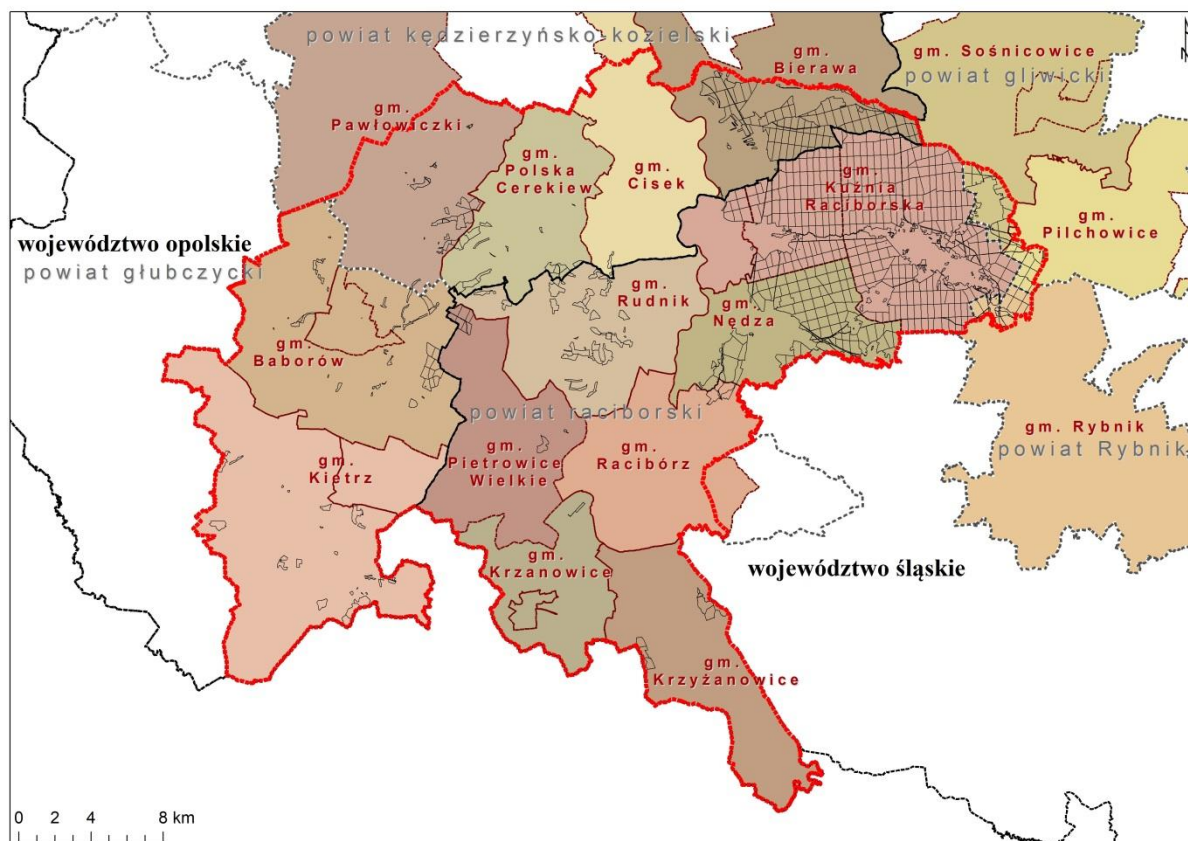 powiat kędzierzyńsko-kozielski
gm.
Bierawa
gm. Sośnicowice
powiat gliwicki
gm.
Pawłowiczki
gm.
Polska
Cerekiew
gm.
Cisek
gm.
Kuźnia
Raciborska
gm.
Pilchowice
województwo opolskie
powiat głubczycki
gm.
Rudnik
gm.
Nędza
gm.
Baborów
powiat raciborski
gm. Rybnik
powiat Rybnik
gm.
Kietrz
gm.
Pietrowice
Wielkie
gm.
Racibórz
gm.
Krzanowice
województwo śląskie
gm.
Krzyżanowice
0 2 4 8 km